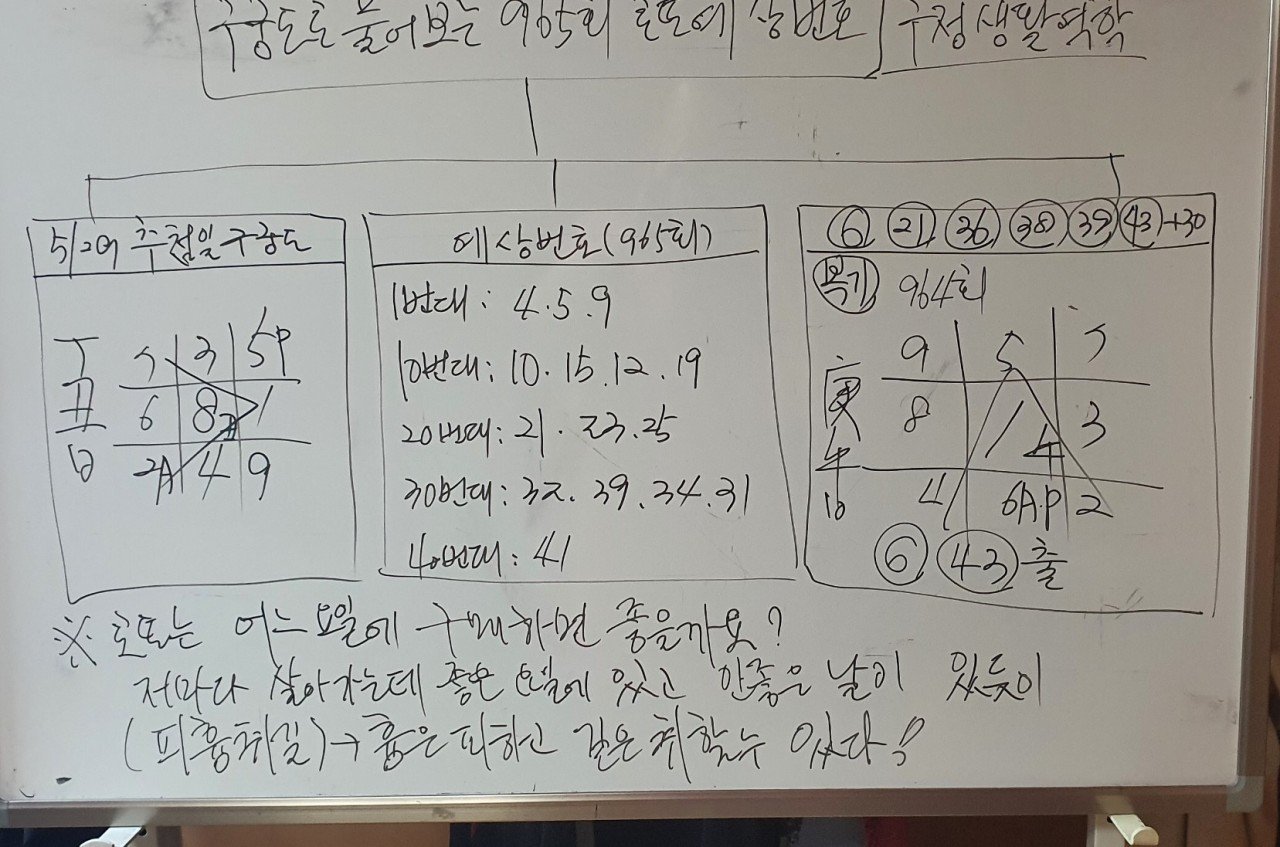 구궁도로 풀어보는 965회 로또예상번호 수정생활역학
5/29 추첨일 구궁도
丁 7 3 5P
丑 6 8 1
日 2A 4 9
예상번호(965회)
1번대: 4.5.9
10번대: 10.15.12.19
20번대: 21.23.25
30번대: 32.39.34.31
40번대: 41
6 21 36 38 39 43 +30
복기 964회
庚 9 5 7
午 8 1 3
日 4 6A.P 2
6 43 출
※ 로또는 어느요일에 구매하면 좋을까요?
저마다 살아가는데 좋은 요일에 있고 안좋은 날이 있듯이
(피흉취길)→흉은 피하고 길은 취할수 있다!